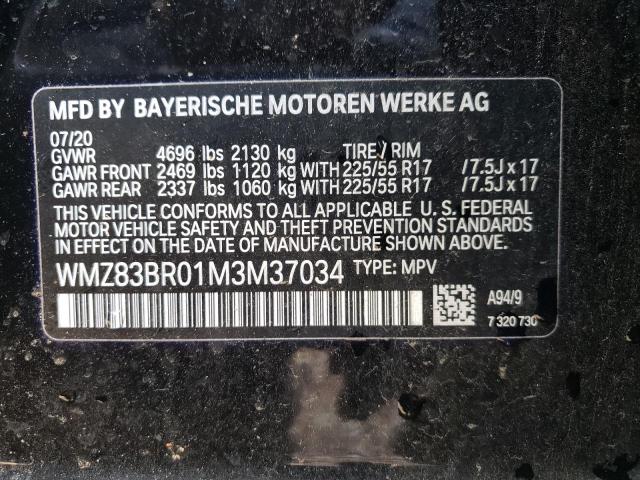 MFD BY BAYERISCHE MOTOREN WERKE AG
07/20
GVWR 4696 lbs 2130 kg TIRE / RIM
GAWR FRONT 2469 lbs 1120 kg WITH 225/55 R17 /7.5J x 17
GAWR REAR 2337 lbs 1060 kg WITH 225/55 R17 /7.5J x 17
THIS VEHICLE CONFORMS TO ALL APPLICABLE U. S. FEDERAL
MOTOR VEHICLE SAFETY AND THEFT PREVENTION STANDARDS
IN EFFECT ON THE DATE OF MANUFACTURE SHOWN ABOVE.
WMZ83BR01M3M37034 TYPE: MPV
A94/9
7 320 730